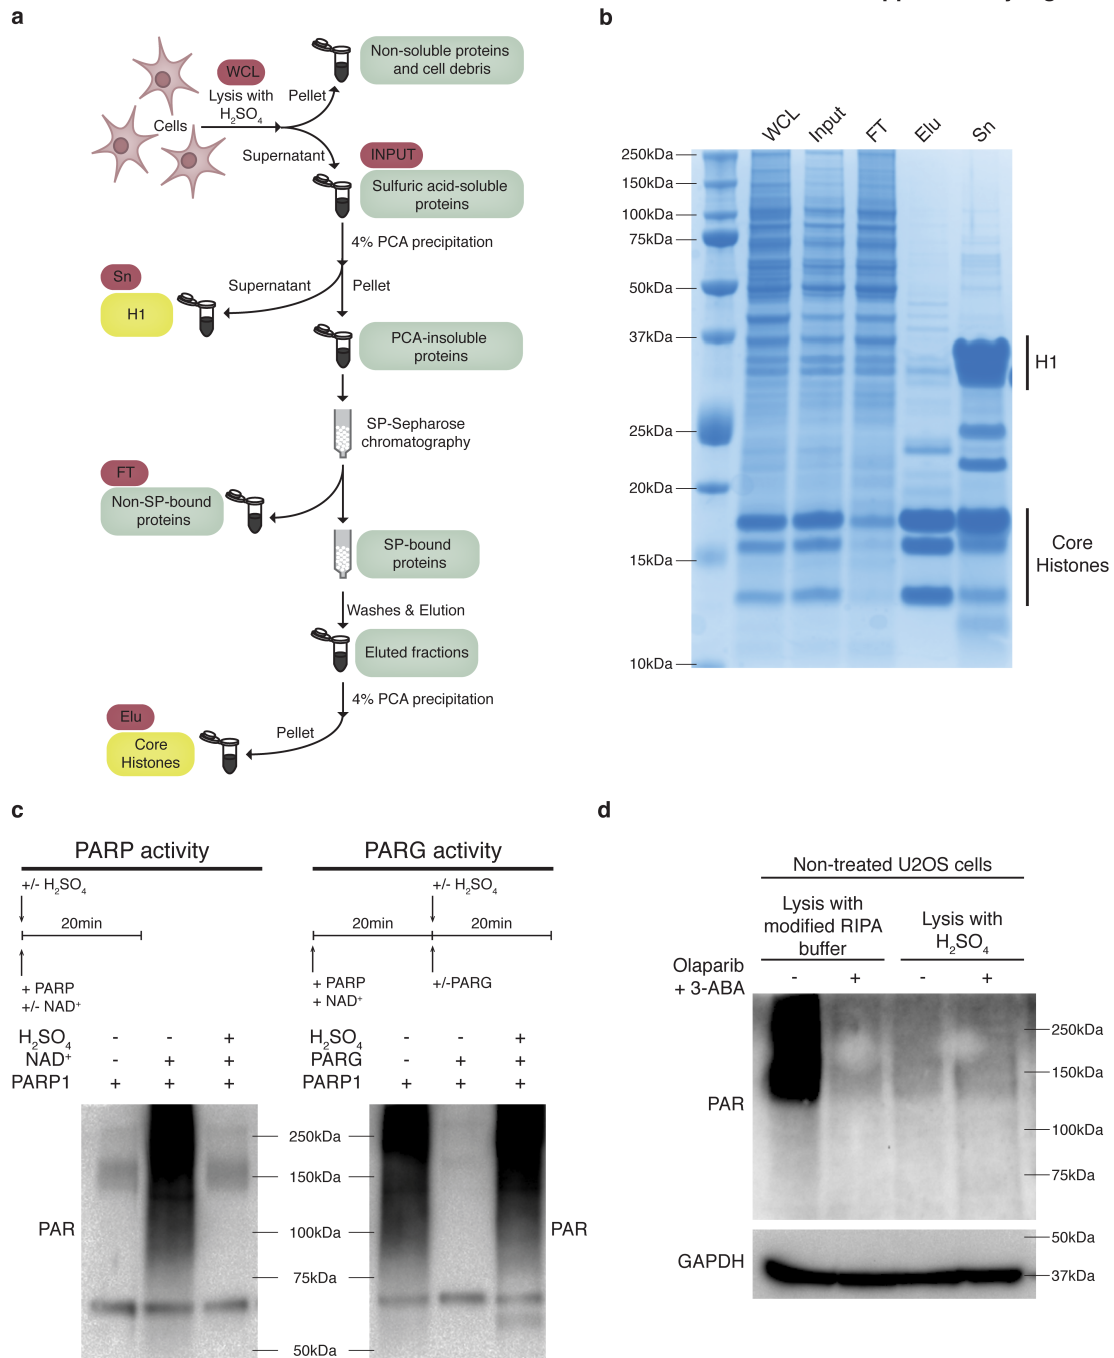 a
WCL
Lysis with
H2SO4
Cells
Pellet
Supernatant
Non-soluble proteins
and cell debris
INPUT
Sulfuric acid-soluble
proteins
4% PCA precipitation
Sn
H1
Supernatant
Pellet
PCA-insoluble
proteins
SP-Sepharose
chromatography
FT
Non-SP-bound
proteins
SP-bound
proteins
Washes & Elution
Eluted fractions
4% PCA precipitation
Elu
Core
Histones
Pellet
b
WCL Input FT Elu Sn
250kDa
150kDa
100kDa
75kDa
50kDa
37kDa
25kDa
20kDa
15kDa
10kDa
H1
Core
Histones
c
PARP activity
+/- H2SO4
20min
+ PARP
+/- NAD+
H2SO4 - - +
NAD+ - + +
PARP1 + + +
PAR
PARG activity
+/- H2SO4
20min 20min
+ PARP
+ NAD+
+/-PARG
H2SO4 - - +
PARG - + +
PARP1 + + +
250kDa
150kDa
100kDa
75kDa
50kDa
PAR
d
Non-treated U2OS cells
Lysis with
modified RIPA
buffer
Lysis with
H2SO4
Olaparib
+ 3-ABA
- + - +
PAR
250kDa
150kDa
100kDa
75kDa
GAPDH
50kDa
37kDa